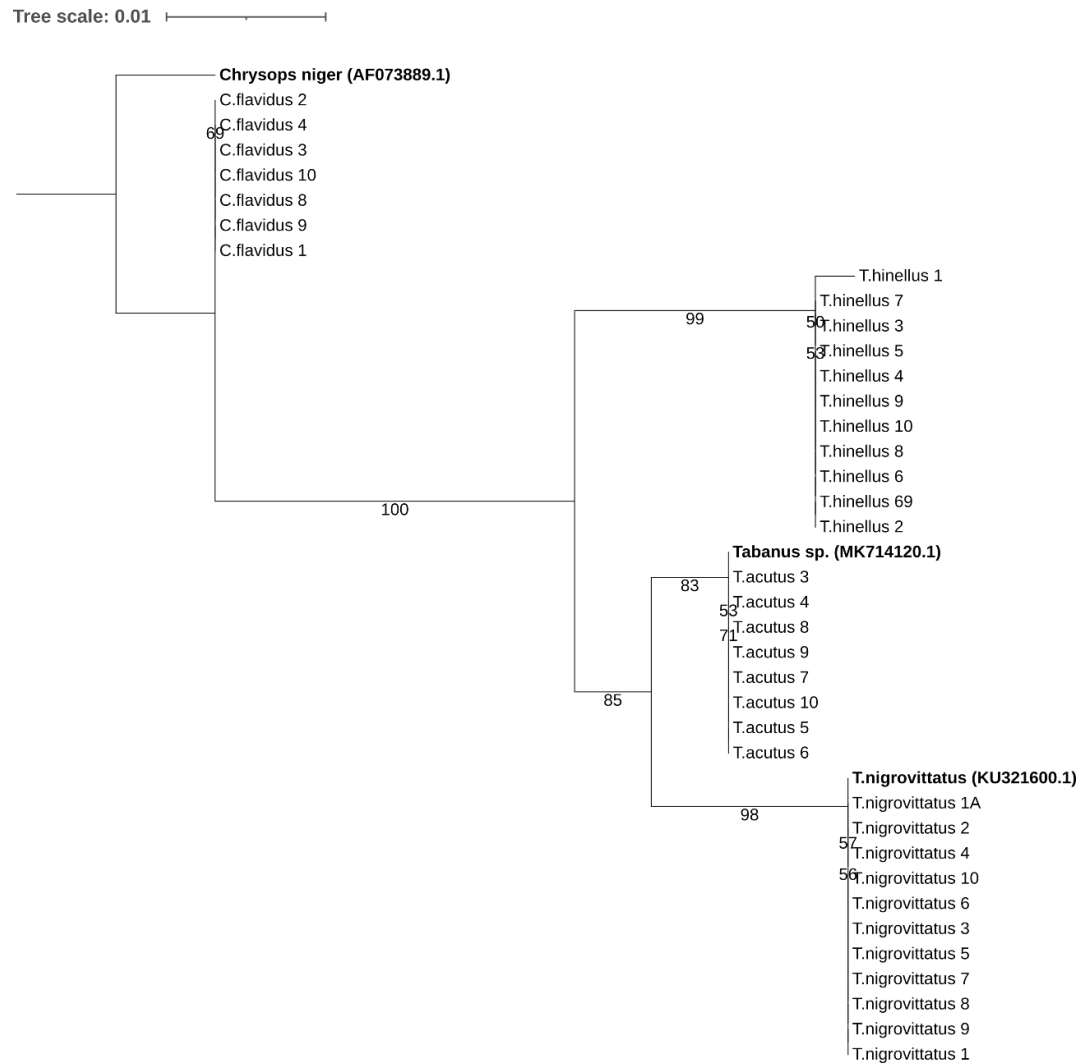 Tree scale: 0.01
Chrysops niger (AF073889.1)
C.flavidus 2
C.flavidus 4
69
C.flavidus 3
C.flavidus 10
C.flavidus 8
C.flavidus 9
C.flavidus 1
T.hinellus 1
T.hinellus 7
99
50
T.hinellus 3
T.hinellus 5
53
T.hinellus 4
T.hinellus 9
T.hinellus 10
T.hinellus 8
T.hinellus 6
T.hinellus 69
100
T.hinellus 2
Tabanus sp. (MK714120.1)
T.acutus 3
83
T.acutus 4
53
T.acutus 8
71
T.acutus 9
T.acutus 7
85
T.acutus 10
T.acutus 5
T.acutus 6
T.nigrovittatus (KU321600.1)
T.nigrovittatus 1A
98
T.nigrovittatus 2
57
T.nigrovittatus 4
56
T.nigrovittatus 10
T.nigrovittatus 6
T.nigrovittatus 3
T.nigrovittatus 5
T.nigrovittatus 7
T.nigrovittatus 8
T.nigrovittatus 9
T.nigrovittatus 1